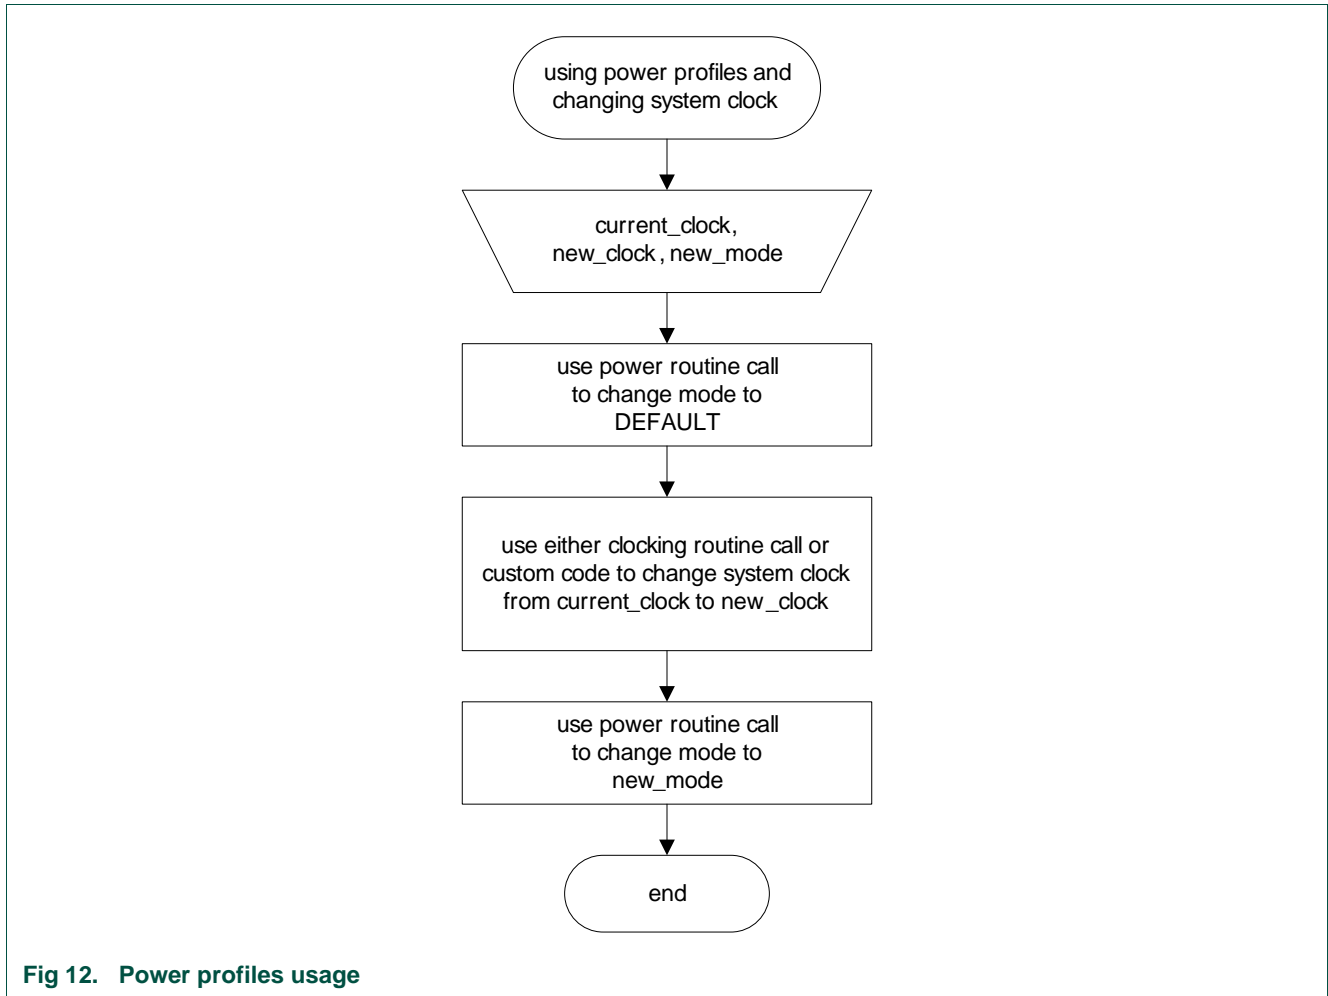 using power profiles and
changing system clock
current_clock,
new_clock, new_mode
use power routine call
to change mode to
DEFAULT
use either clocking routine call or
custom code to change system clock
from current_clock to new_clock
use power routine call
to change mode to
new_mode
end
Fig 12. Power profiles usage